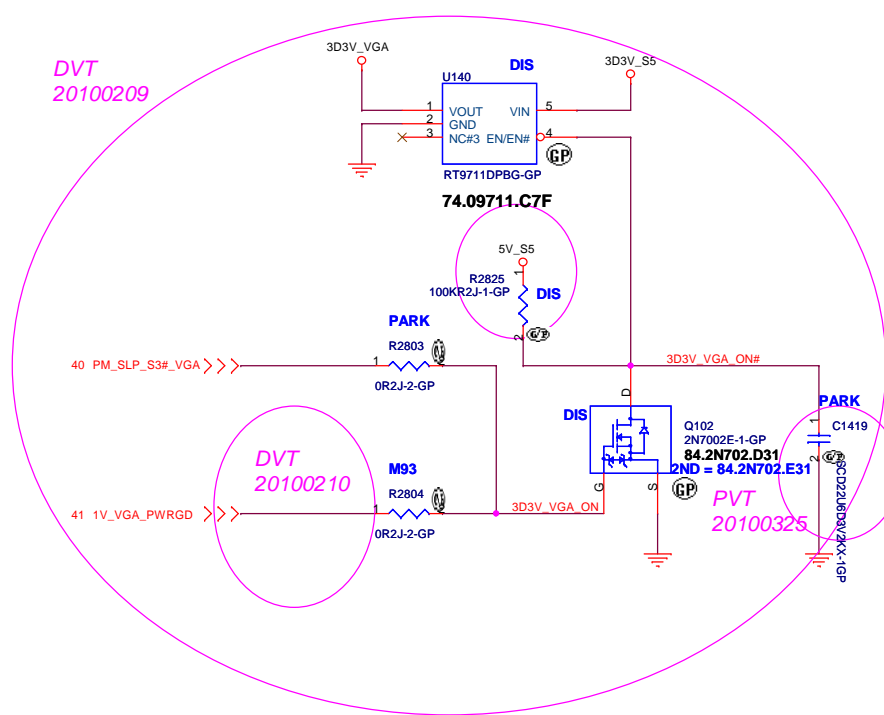 DVT
20100209
3D3V_VGA
DIS
3D3V_S5
U140
1
VOUT
VIN
5
2
GND
3
NC#3
EN/EN#
4
GP
RT9711DPBG-GP
74.09711.C7F
5V_S5
1
R2825
100KR2J-1-GP
DIS
2
G/P
PARK
R2803
40 PM_SLP_S3#_VGA
1
0R2J-2-GP
3D3V_VGA_ON#
D
DIS
Q102
2N7002E-1-GP
84.2N702.D31
2ND = 84.2N702.E31
G
S
GP
PARK
1
C1419
2
G/P
SCD22U6D3V2KX-1GP
DVT
20100210
M93
R2804
41 1V_VGA_PWRGD
1
0R2J-2-GP
3D3V_VGA_ON
PVT
20100325